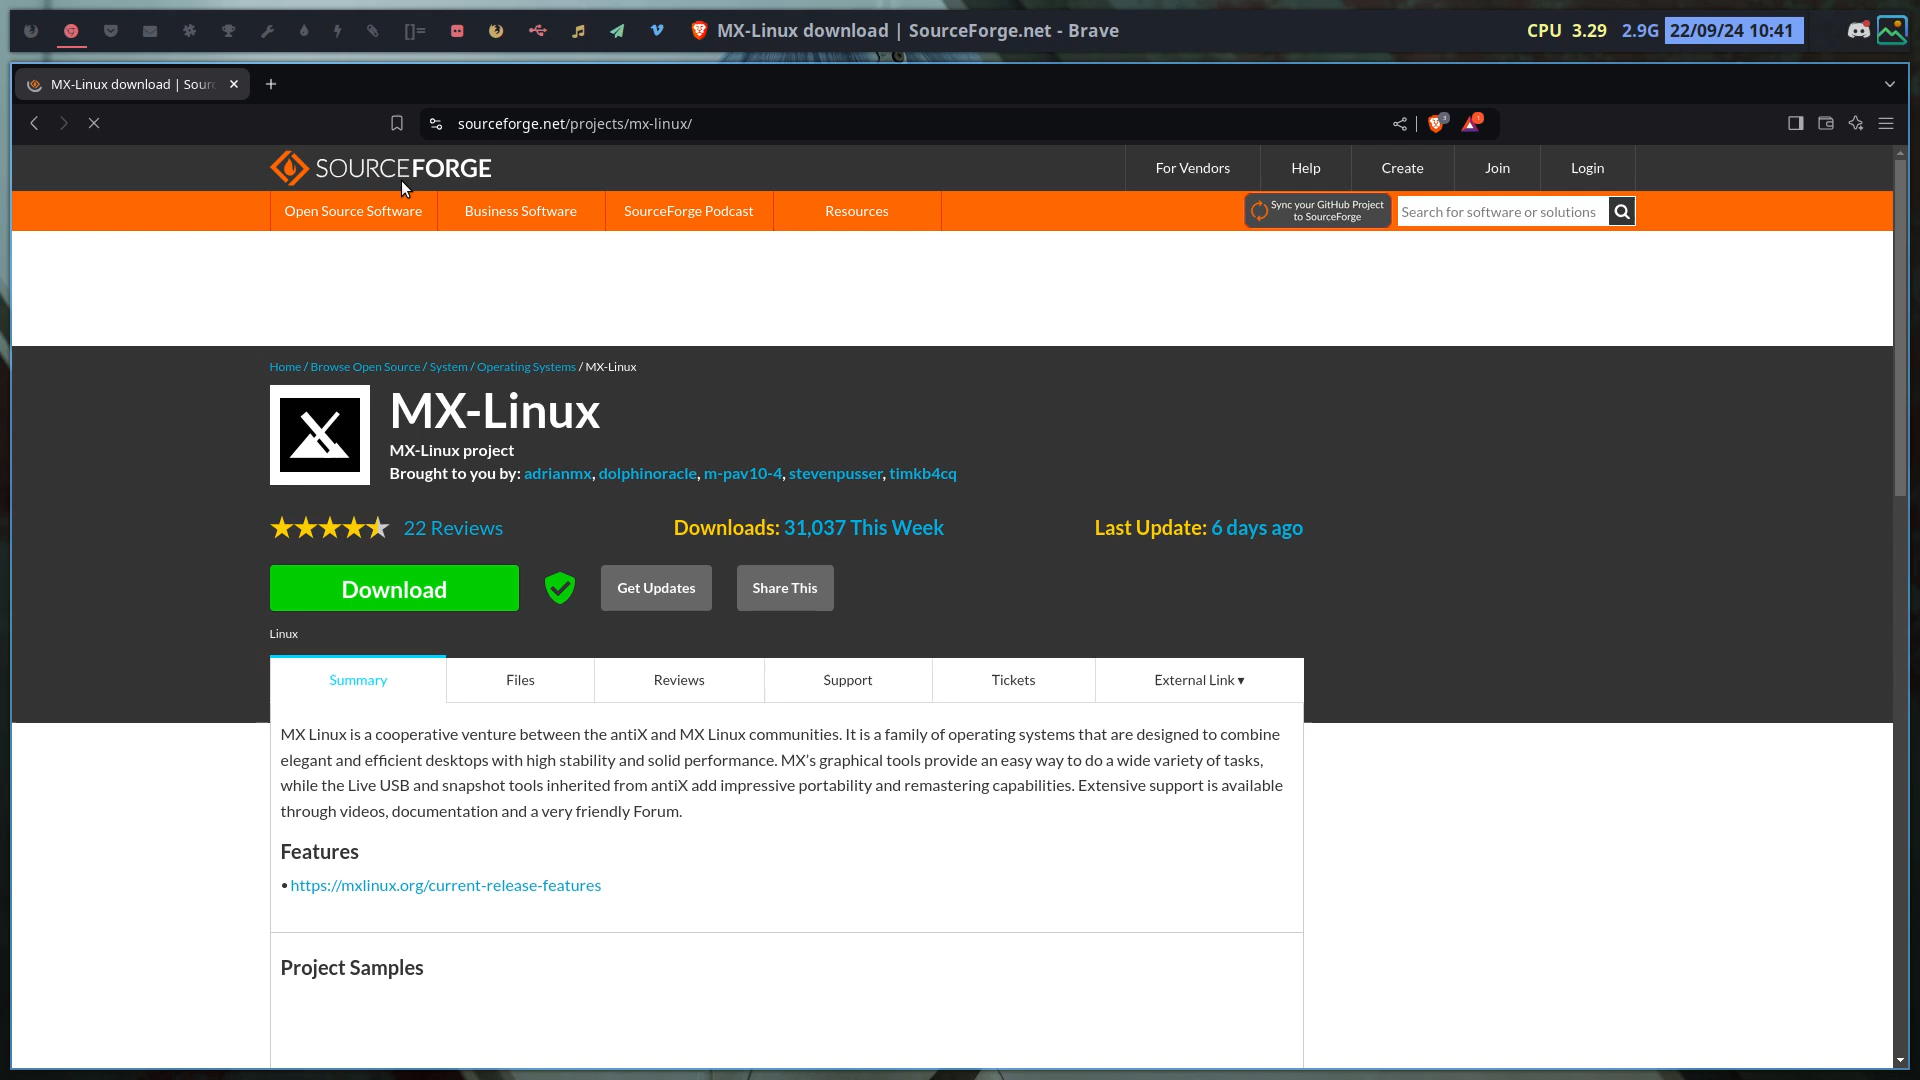 []=
MX-Linux download | SourceForge.net - Brave
CPU 3.29 2.9G 22/09/24 10:41
MX-Linux download | Sour
sourceforge.net/projects/mx-linux/
3
1
SOURCEFORGE
For Vendors
Help
Create
Join
Login
Open Source Software
Business Software
SourceForge Podcast
Resources
Sync your GitHub Project
to SourceForge
Search for software or solutions
Home / Browse Open Source / System / Operating Systems / MX-Linux
MX-Linux
MX-Linux project
Brought to you by: adrianmx, dolphinoracle, m-pav10-4, stevenpusser, timkb4cq
22 Reviews
Downloads: 31,037 This Week
Last Update: 6 days ago
Download
Get Updates
Share This
Linux
Summary
Files
Reviews
Support
Tickets
External Link ▾
MX Linux is a cooperative venture between the antiX and MX Linux communities. It is a family of operating systems that are designed to combine
elegant and efficient desktops with high stability and solid performance. MX’s graphical tools provide an easy way to do a wide variety of tasks,
while the Live USB and snapshot tools inherited from antiX add impressive portability and remastering capabilities. Extensive support is available
through videos, documentation and a very friendly Forum.
Features
• https://mxlinux.org/current-release-features
Project Samples